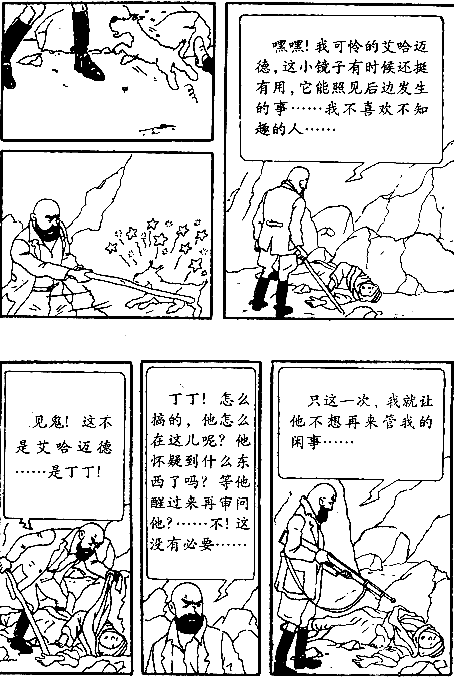 嘿嘿!我可怜的艾哈迈
德,这小镜子有时候还挺
有用,它能照见后边发生
的事……我不喜欢不知
趣的人……
见鬼!这不
是艾哈迈德
……是丁丁!
丁丁!怎么
搞的,他怎么
在这儿呢?他
怀疑到什么东
西了吗?等他
醒过来再审问
他?……不!这
没有必要……
只这一次,我就让
他不想再来管我的
闲事……